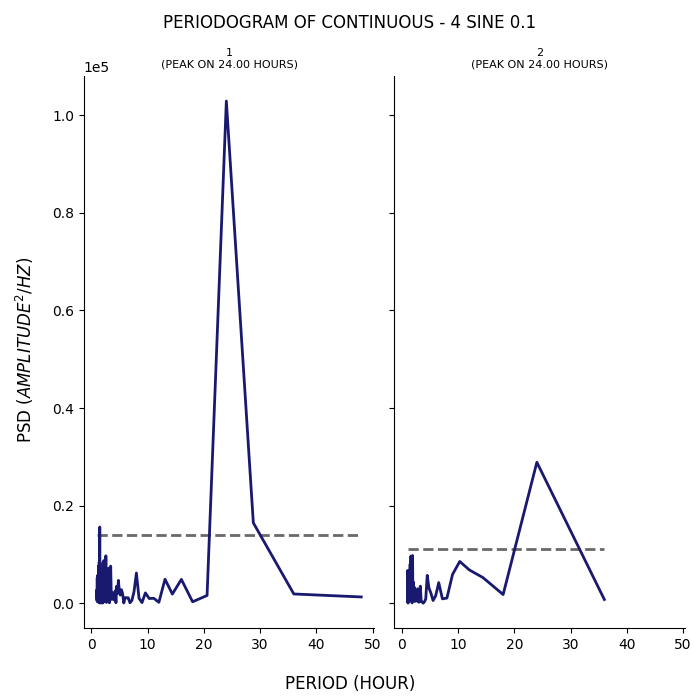 PERIODOGRAM OF CONTINUOUS - 4 SINE 0.1
1
(PEAK ON 24.00 HOURS)
2
(PEAK ON 24.00 HOURS)
1e5
1.0
0.8
0.6
0.4
0.2
0.0
PSD (AMPLITUDE²/HZ)
0 10 20 30 40 50
0 10 20 30 40 50
PERIOD (HOUR)